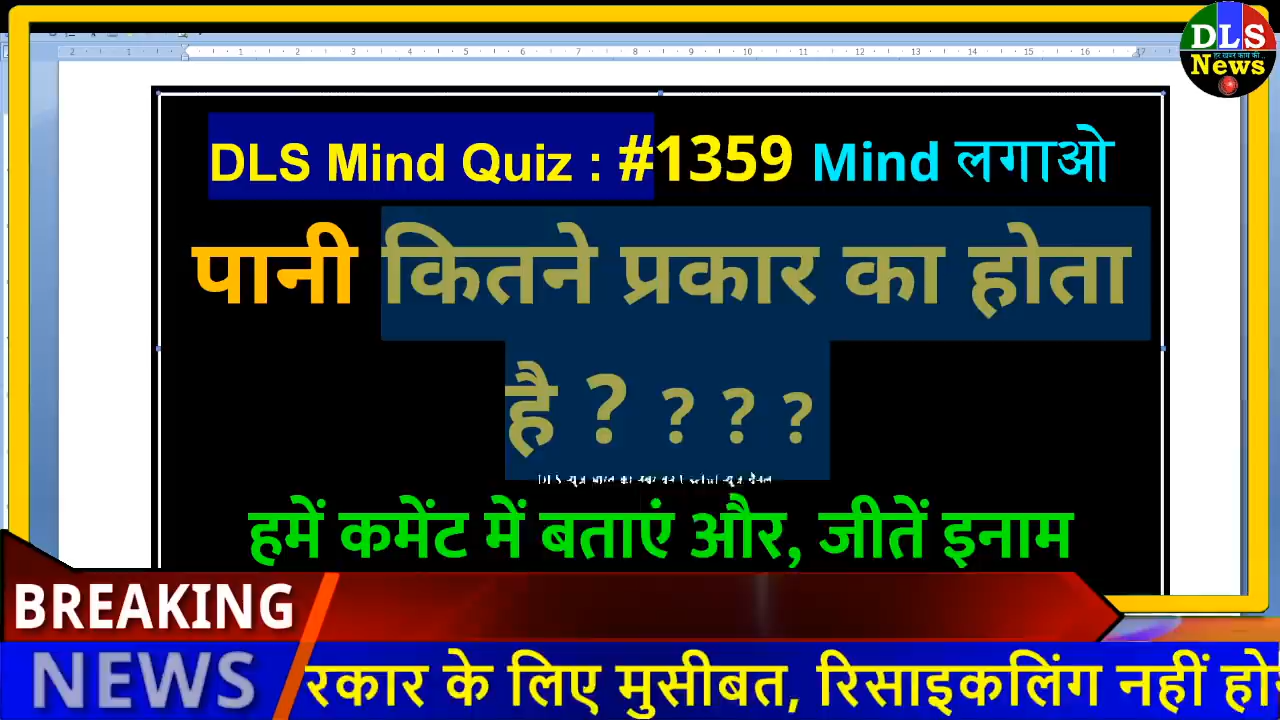 DLS
News
DLS Mind Quiz : #1359 Mind लगाओ
पानी कितने प्रकार का होता
है ? ? ? ?
हमें कमेंट में बताएं और, जीतें इनाम
BREAKING
NEWS
रकार के लिए मुसीबत, रिसाइकलिंग नहीं हो